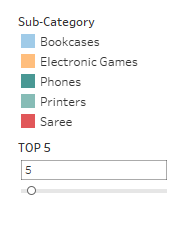 Sub-Category
Bookcases
Electronic Games
Phones
Printers
Saree
TOP 5
5